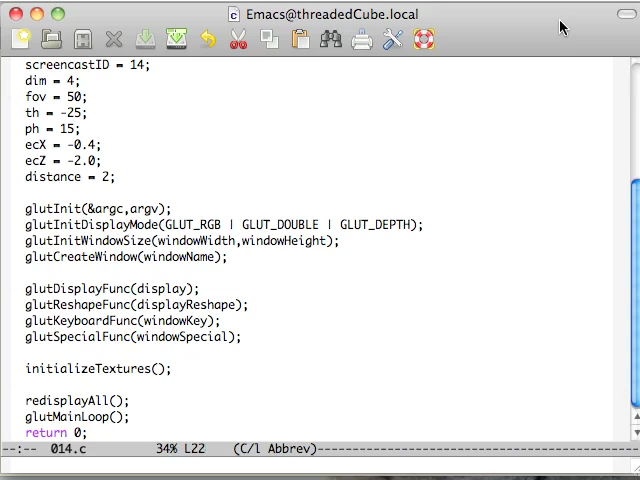 Emacs@threadedCube.local
screencastID = 14;
dim = 4;
fov = 50;
th = -25;
ph = 15;
ecX = -0.4;
ecZ = -2.0;
distance = 2;
glutInit(&argc,argv);
glutInitDisplayMode(GLUT_RGB | GLUT_DOUBLE | GLUT_DEPTH);
glutInitWindowSize(windowWidth,windowHeight);
glutCreateWindow(windowName);
glutDisplayFunc(display);
glutReshapeFunc(displayReshape);
glutKeyboardFunc(windowKey);
glutSpecialFunc(windowSpecial);
initializeTextures();
redisplayAll();
glutMainLoop();
return 0;
--:-- 014.c 34% L22 (C/l Abbrev)----------------------------------------------------